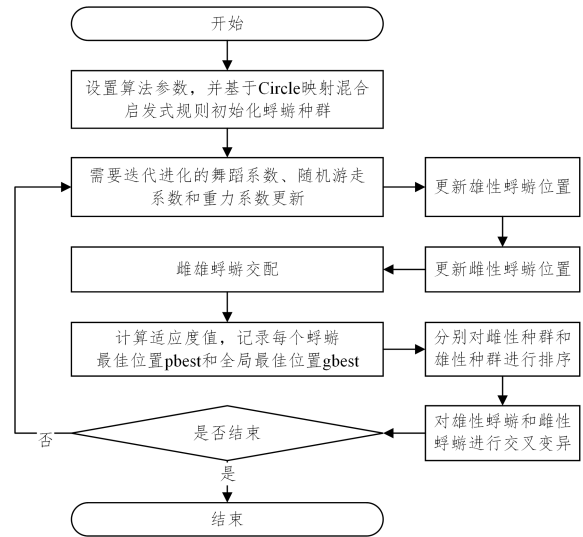 开始
设置算法参数，并基于Circle映射混合
启发式规则初始化蜉蝣种群
需要迭代进化的舞蹈系数、随机游走
系数和重力系数更新
更新雄性蜉蝣位置
雌雄蜉蝣交配
更新雌性蜉蝣位置
计算适应度值，记录每个蜉蝣
最佳位置pbest和全局最佳位置gbest
分别对雌性种群和
雄性种群进行排序
是否结束
对雄性蜉蝣和雌性
蜉蝣进行交叉变异
否
是
结束